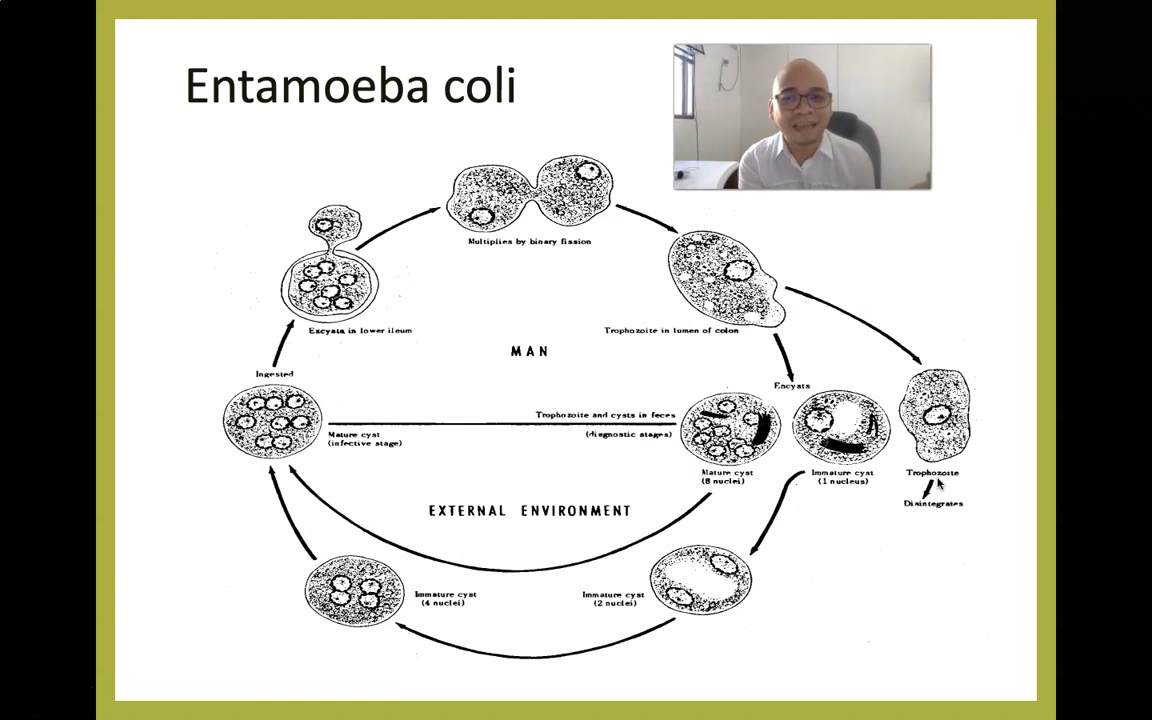 Entamoeba coli
Multiplies by binary fission
Excysts in lower ileum
Trophozoite in lumen of colon
MAN
Ingested
Encysts
Trophozoite and cysts in feces
(diagnostic stages)
Mature cyst
(infective stage)
Mature cyst
(8 nuclei)
Immature cyst
(1 nucleus)
Trophozoite
Disintegrates
EXTERNAL ENVIRONMENT
Immature cyst
(4 nuclei)
Immature cyst
(2 nuclei)